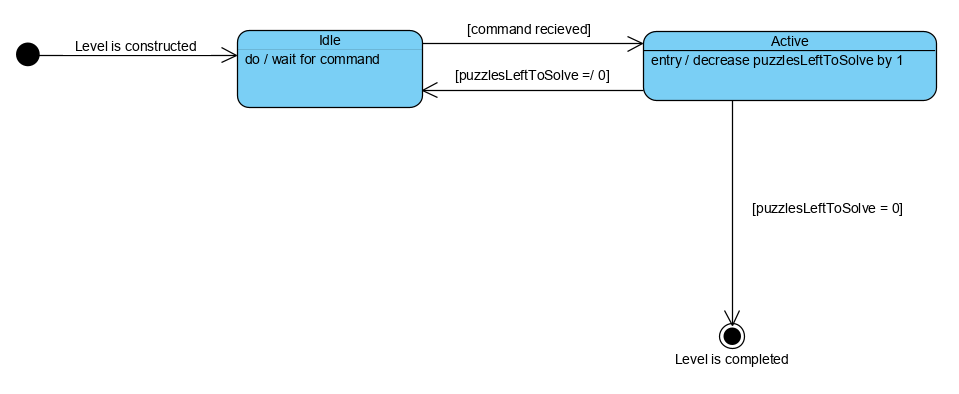 Level is constructed
Idle
do / wait for command
[command recieved]
[puzzlesLeftToSolve =/ 0]
Active
entry / decrease puzzlesLeftToSolve by 1
[puzzlesLeftToSolve = 0]
Level is completed